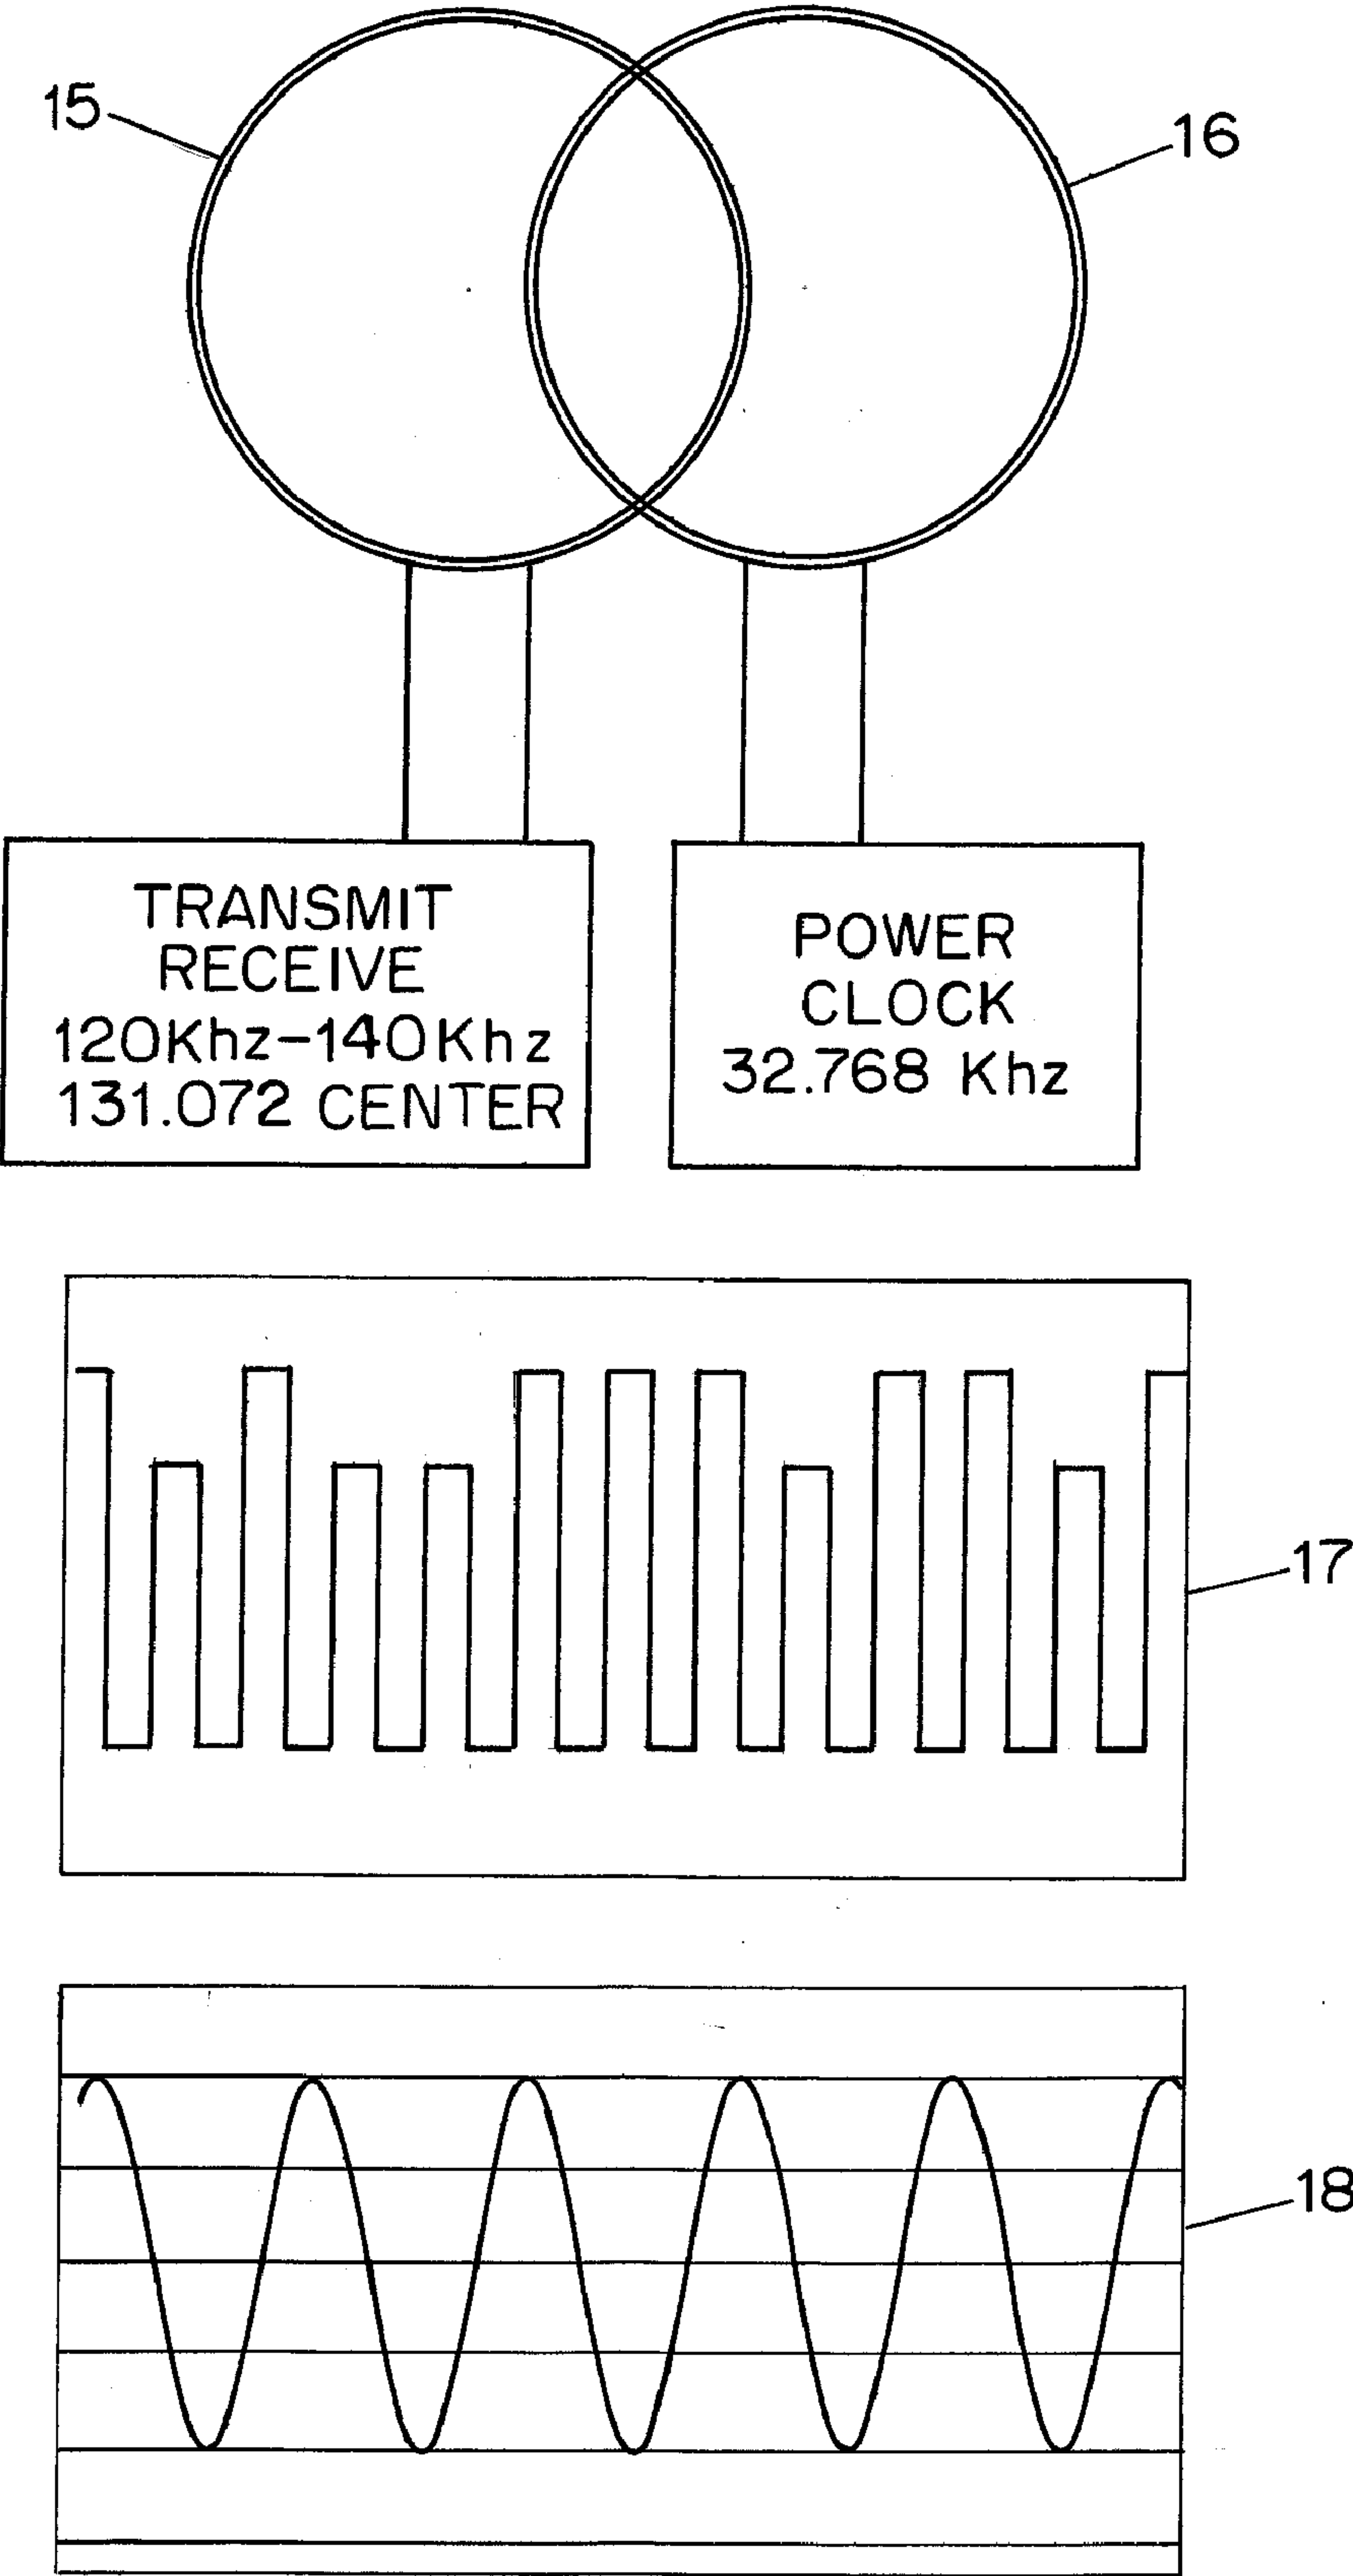 15
16
TRANSMIT
RECEIVE
120Khz-140Khz
131.072 CENTER
POWER
CLOCK
32.768 Khz
17
18